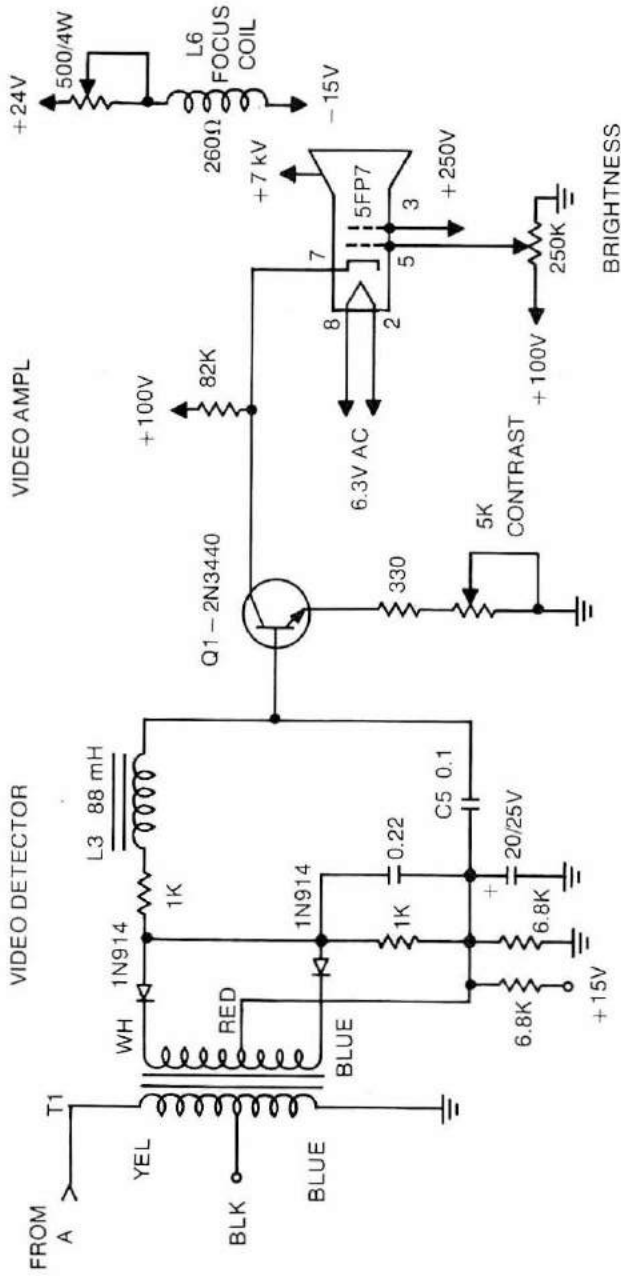 VIDEO DETECTOR
VIDEO AMPL
FROM
A
T1
YEL
BLK
BLUE
WH
RED
BLUE
1N914
1N914
1K
L3 88 mH
1K
0.22
C5 0.1
+
20/25V
6.8K
6.8K
+15V
Q1 – 2N3440
330
5K
CONTRAST
+100V
82K
6.3V AC
8
7
2
5
3
5FP7
+7 kV
+250V
+100V
250K
BRIGHTNESS
+24V
500/4W
L6
FOCUS
COIL
260Ω
−15V